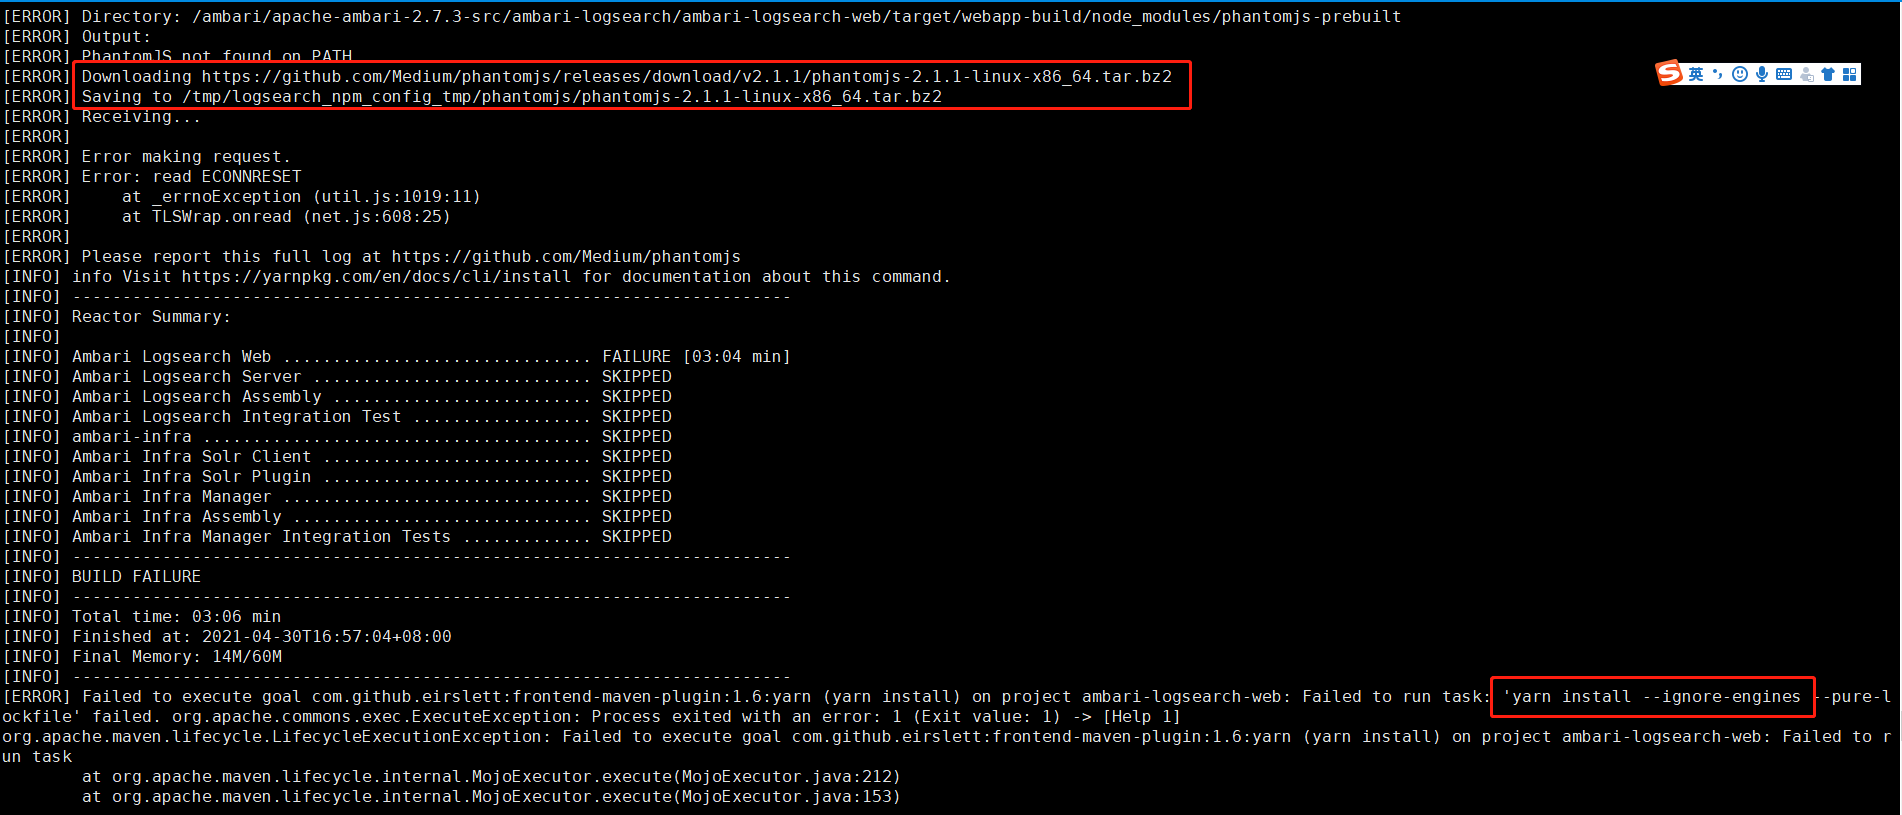 [ERROR] Directory: /ambari/apache-ambari-2.7.3-src/ambari-logsearch/ambari-logsearch-web/target/webapp-build/node_modules/phantomjs-prebuilt
[ERROR] Output:
[ERROR] PhantomJS not found on PATH
[ERROR] Downloading https://github.com/Medium/phantomjs/releases/download/v2.1.1/phantomjs-2.1.1-linux-x86_64.tar.bz2
[ERROR] Saving to /tmp/logsearch_npm_config_tmp/phantomjs/phantomjs-2.1.1-linux-x86_64.tar.bz2
英
[ERROR] Receiving...
[ERROR]
[ERROR] Error making request.
[ERROR] Error: read ECONNRESET
[ERROR]     at _errnoException (util.js:1019:11)
[ERROR]     at TLSWrap.onread (net.js:608:25)
[ERROR]
[ERROR] Please report this full log at https://github.com/Medium/phantomjs
[INFO] info Visit https://yarnpkg.com/en/docs/cli/install for documentation about this command.
[INFO] ------------------------------------------------------------------------
[INFO] Reactor Summary:
[INFO]
[INFO] Ambari Logsearch Web ............................... FAILURE [03:04 min]
[INFO] Ambari Logsearch Server ............................ SKIPPED
[INFO] Ambari Logsearch Assembly .......................... SKIPPED
[INFO] Ambari Logsearch Integration Test .................. SKIPPED
[INFO] ambari-infra ....................................... SKIPPED
[INFO] Ambari Infra Solr Client ........................... SKIPPED
[INFO] Ambari Infra Solr Plugin ........................... SKIPPED
[INFO] Ambari Infra Manager ............................... SKIPPED
[INFO] Ambari Infra Assembly .............................. SKIPPED
[INFO] Ambari Infra Manager Integration Tests ............. SKIPPED
[INFO] ------------------------------------------------------------------------
[INFO] BUILD FAILURE
[INFO] ------------------------------------------------------------------------
[INFO] Total time: 03:06 min
[INFO] Finished at: 2021-04-30T16:57:04+08:00
[INFO] Final Memory: 14M/60M
[INFO] ------------------------------------------------------------------------
[ERROR] Failed to execute goal com.github.eirslett:frontend-maven-plugin:1.6:yarn (yarn install) on project ambari-logsearch-web: Failed to run task: 'yarn install --ignore-engines --pure-l
ockfile' failed. org.apache.commons.exec.ExecuteException: Process exited with an error: 1 (Exit value: 1) -> [Help 1]
org.apache.maven.lifecycle.LifecycleExecutionException: Failed to execute goal com.github.eirslett:frontend-maven-plugin:1.6:yarn (yarn install) on project ambari-logsearch-web: Failed to r
un task
        at org.apache.maven.lifecycle.internal.MojoExecutor.execute(MojoExecutor.java:212)
        at org.apache.maven.lifecycle.internal.MojoExecutor.execute(MojoExecutor.java:153)